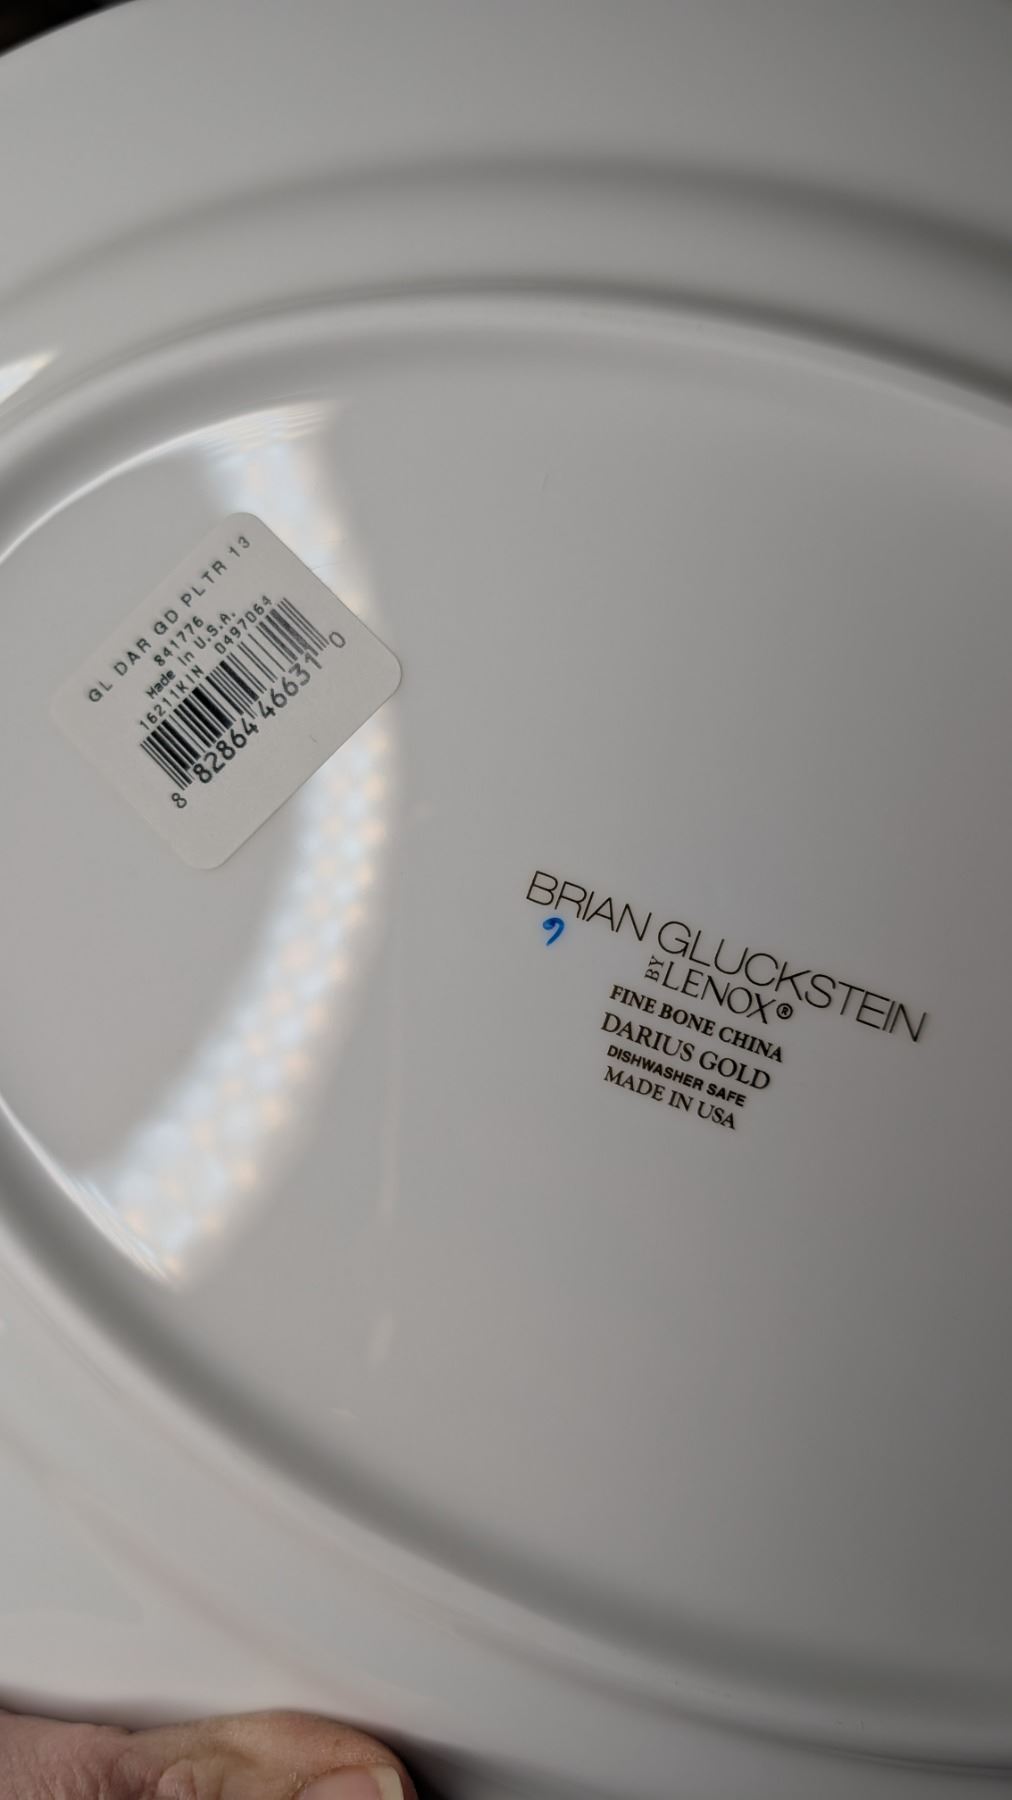 GL DAR GD PLTR 13
841776
Made in U.S.A.
16211KIN 0497064
8 82864 46631 0
BRIAN GLUCKSTEIN
BY LENOX®
FINE BONE CHINA
DARIUS GOLD
DISHWASHER SAFE
MADE IN USA